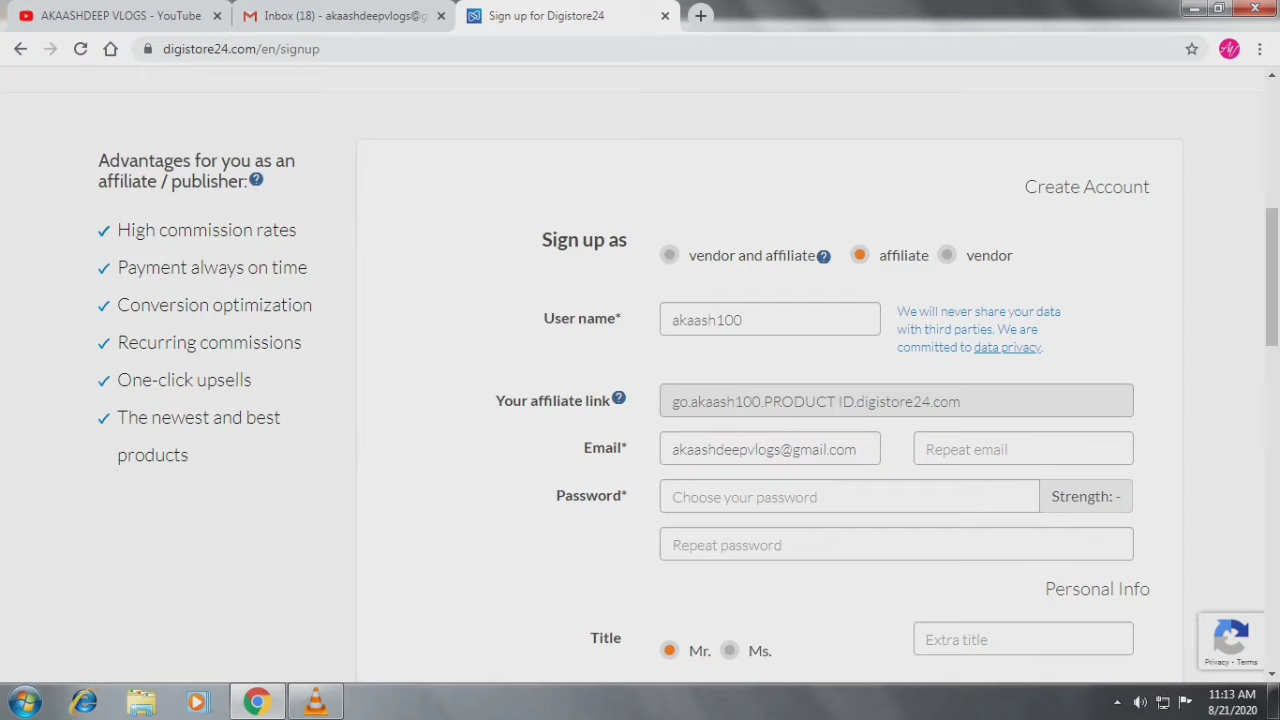 AKAASHDEEP VLOGS - YouTube
Inbox (18) - akaashdeepvlogs@g
Sign up for Digistore24
digistore24.com/en/signup
Advantages for you as an
affiliate / publisher:
High commission rates
Payment always on time
Conversion optimization
Recurring commissions
One-click upsells
The newest and best
products
Create Account
Sign up as
vendor and affiliate
affiliate
vendor
User name*
akaash100
We will never share your data
with third parties. We are
committed to data privacy.
Your affiliate link
go.akaash100.PRODUCT ID.digistore24.com
Email*
akaashdeepvlogs@gmail.com
Repeat email
Password*
Choose your password
Strength: -
Repeat password
Personal Info
Title
Mr.
Ms.
Extra title
Privacy - Terms
11:13 AM
8/21/2020